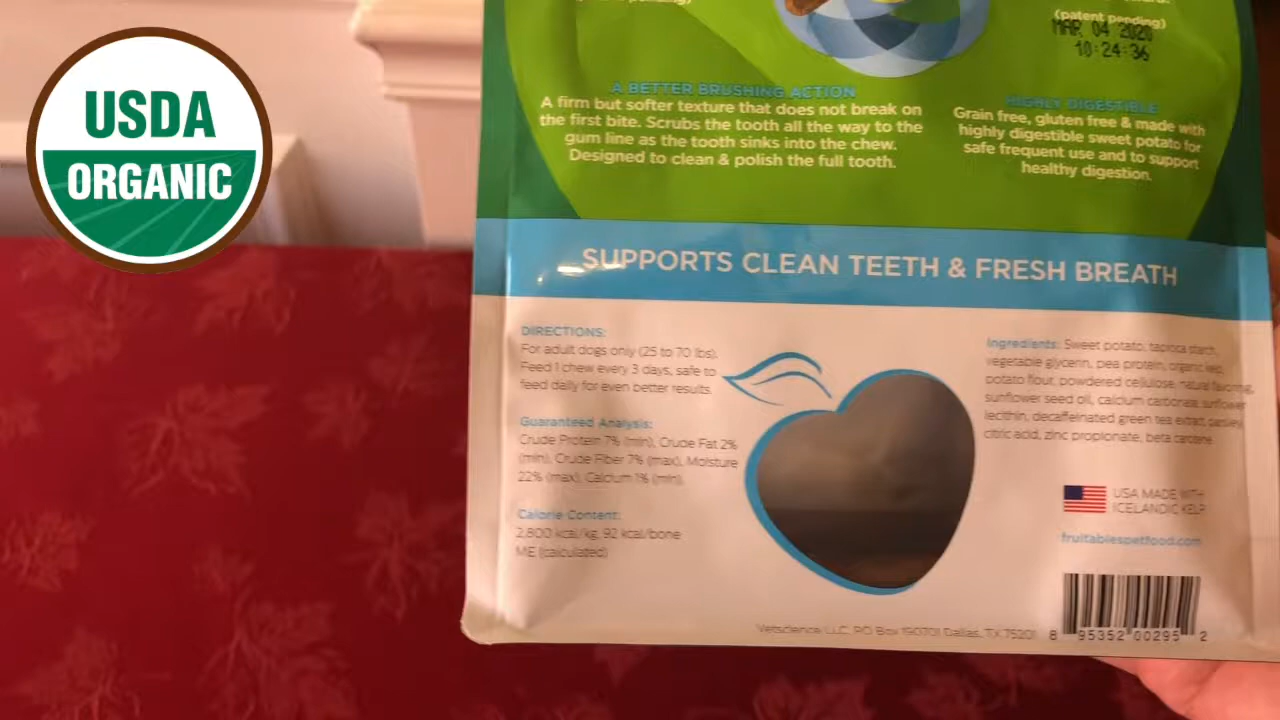 USDA
ORGANIC
(patent pending)
MAR 04 2020
10:24:36
A BETTER BRUSHING ACTION
A firm but softer texture that does not break on
the first bite. Scrubs the tooth all the way to the
gum line as the tooth sinks into the chew.
Designed to clean & polish the full tooth.
HIGHLY DIGESTIBLE
Grain free, gluten free & made with
highly digestible sweet potato for
safe frequent use and to support
healthy digestion.
SUPPORTS CLEAN TEETH & FRESH BREATH
DIRECTIONS:
For adult dogs only (25 to 70 lbs).
Feed 1 chew every 3 days, safe to
feed daily for even better results.
Guaranteed Analysis:
Crude Protein 7% (min), Crude Fat 2%
(min), Crude Fiber 7% (max), Moisture
22% (max), Calcium 1% (min).
Calorie Content:
2,800 kcal/kg, 92 kcal/bone
ME (calculated)
Ingredients: Sweet potato, tapioca starch,
vegetable glycerin, pea protein, organic kelp,
potato flour, powdered cellulose, natural flavoring,
sunflower seed oil, calcium carbonate, sunflower
lecithin, decaffeinated green tea extract, parsley,
citric acid, zinc propionate, beta carotene.
USA MADE WITH
ICELANDIC KELP
fruitablespetfood.com
Vetscience LLC, PO Box 190701 Dallas, TX 75201
8 95352 00295 2